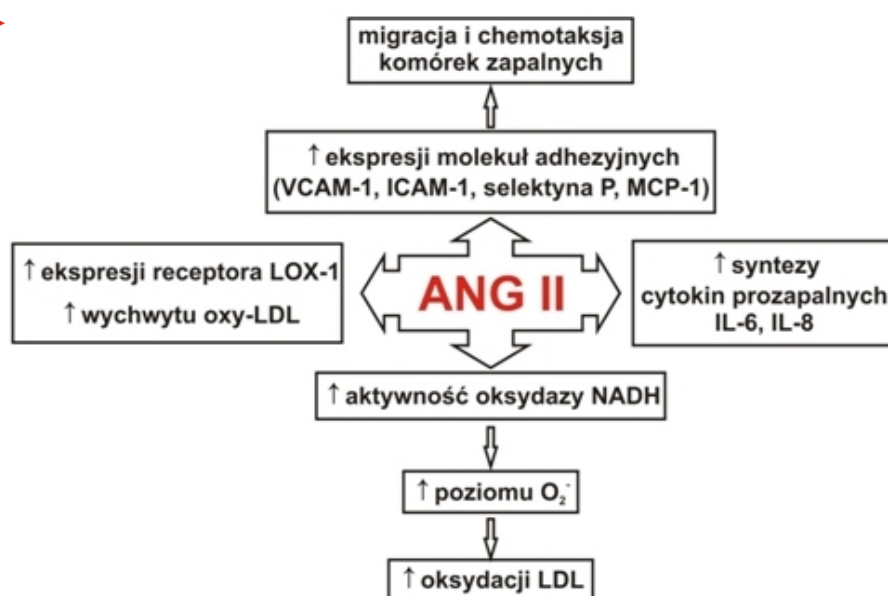 migracja i chemotaksja
komórek zapalnych
↑ ekspresji molekuł adhezyjnych
(VCAM-1, ICAM-1, selektyna P, MCP-1)
↑ ekspresji receptora LOX-1
↑ wychwytu oxy-LDL
ANG II
↑ syntezy
cytokin prozapalnych
IL-6, IL-8
↑ aktywność oksydazy NADH
↑ poziomu O₂⁻
↑ oksydacji LDL